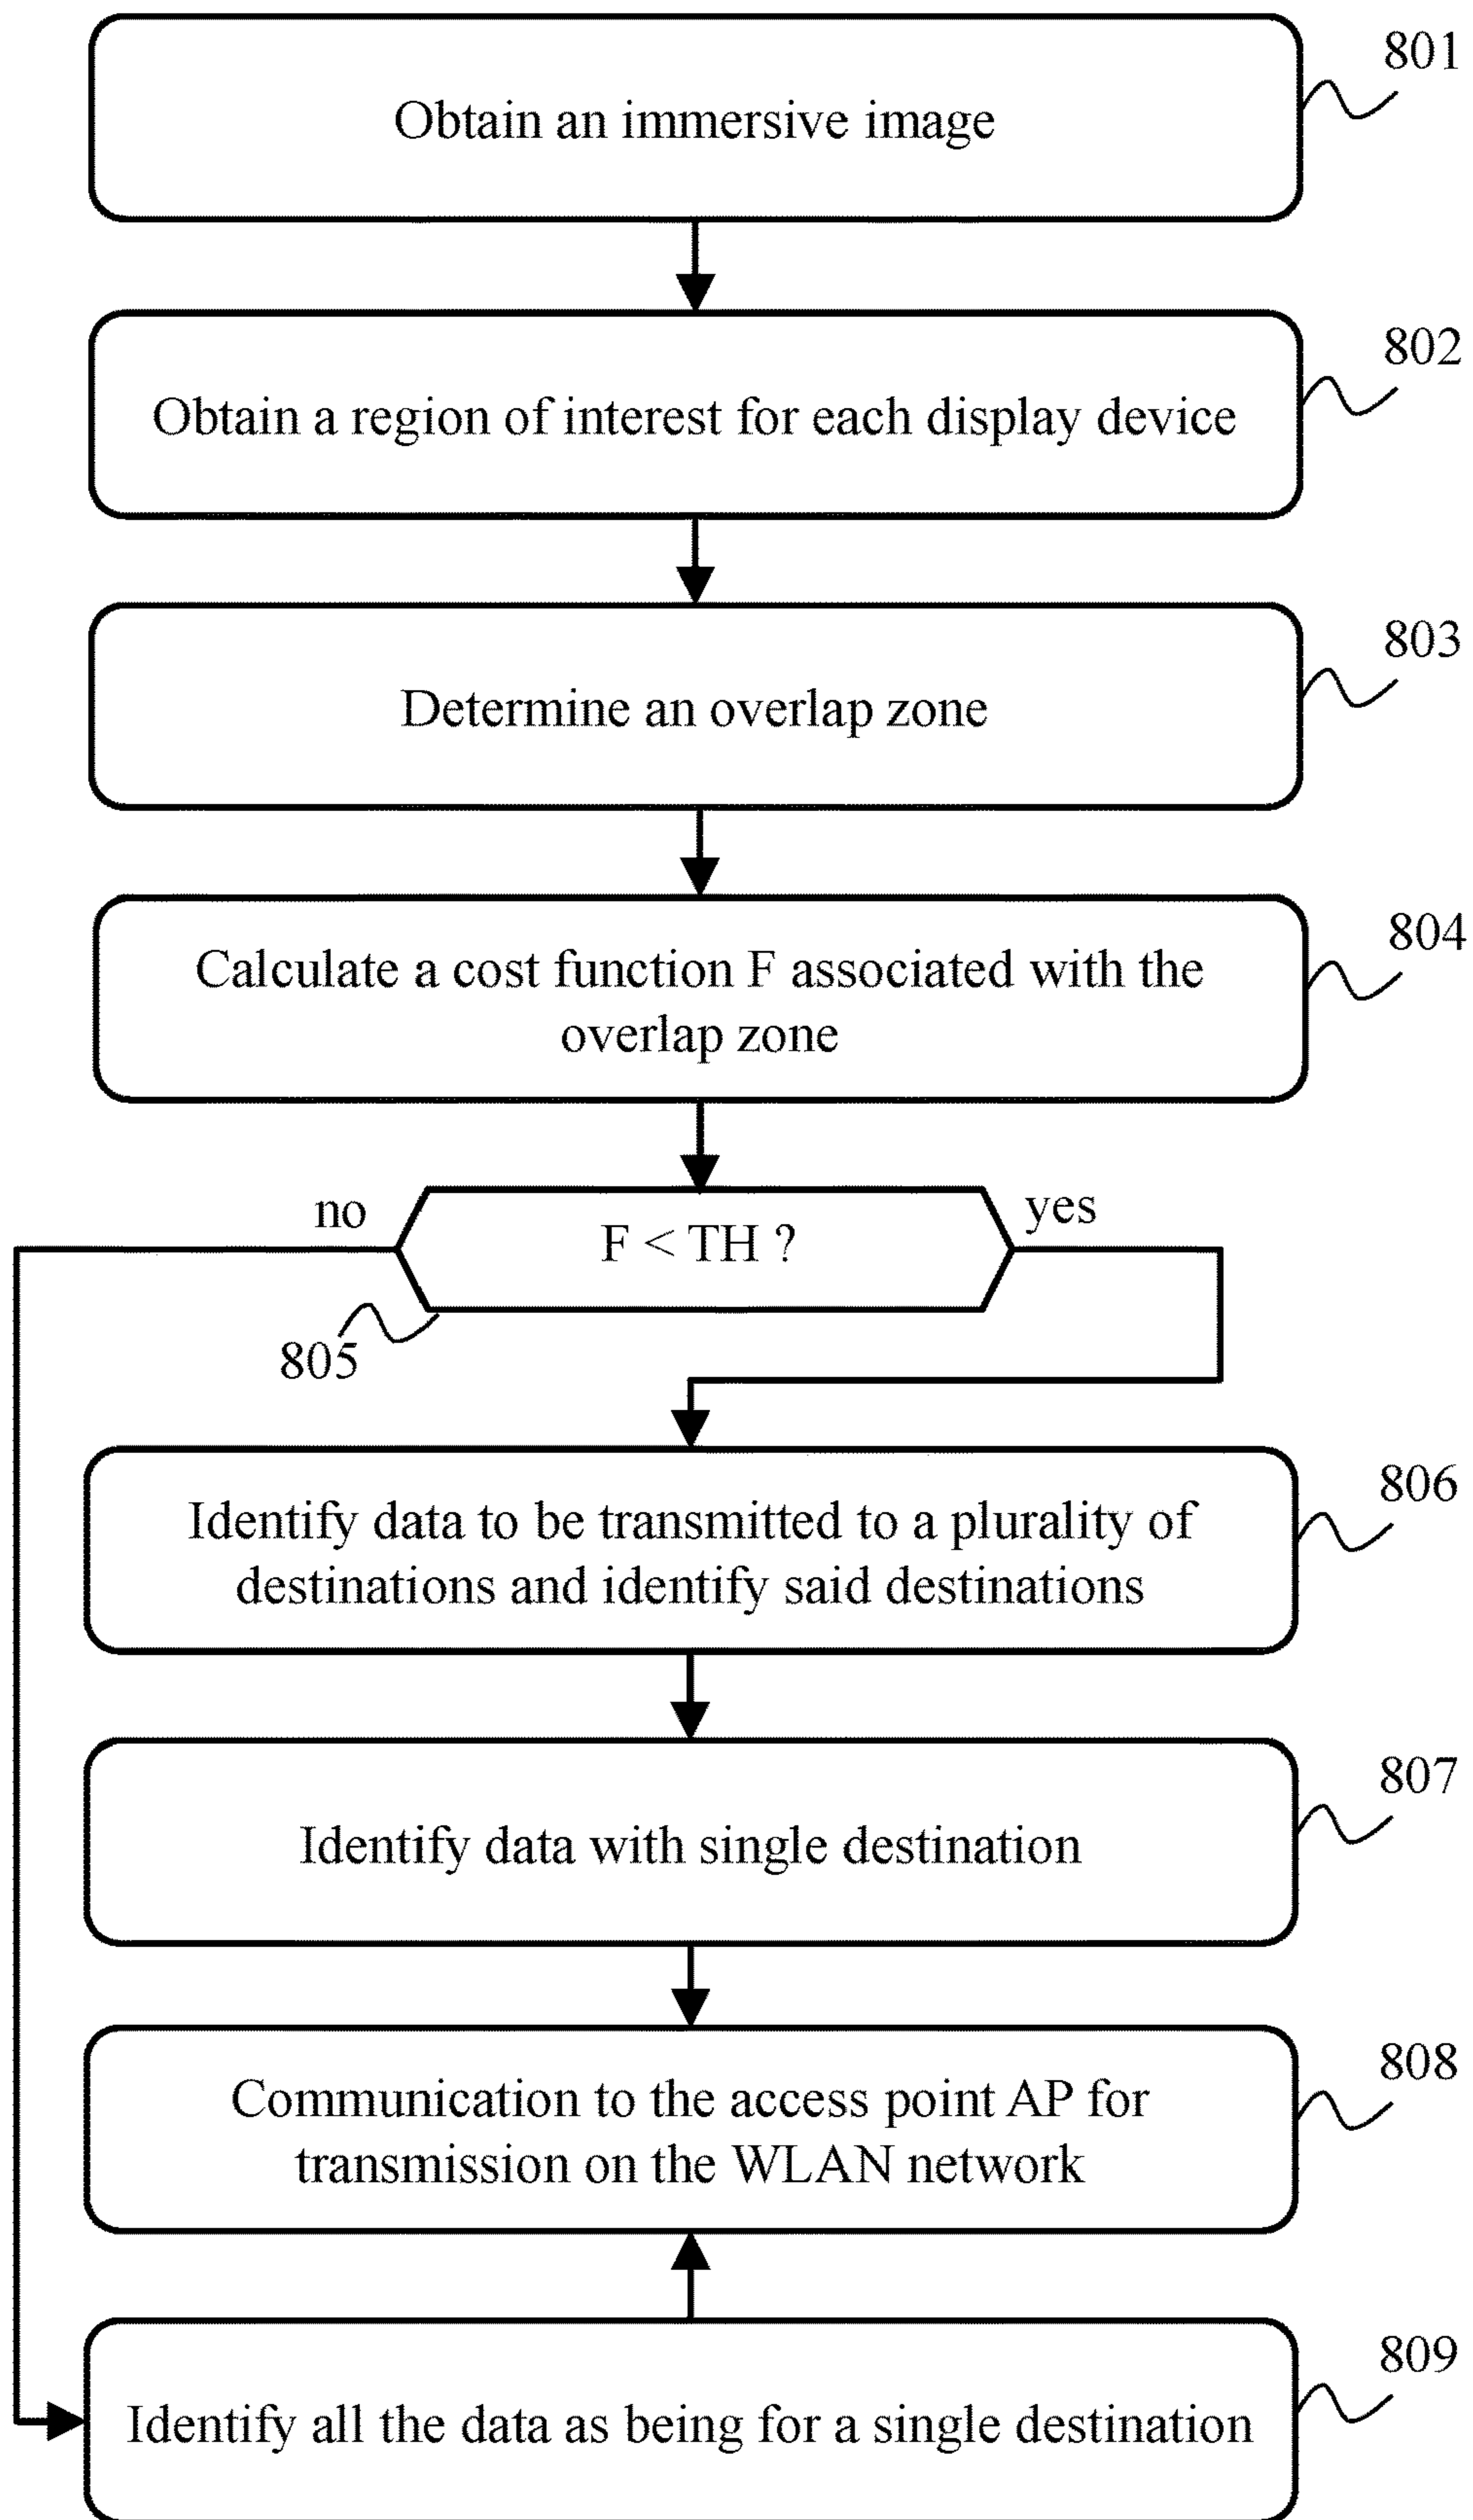 801
Obtain an immersive image
802
Obtain a region of interest for each display device
803
Determine an overlap zone
804
Calculate a cost function F associated with the
overlap zone
no
yes
F < TH ?
805
806
Identify data to be transmitted to a plurality of
destinations and identify said destinations
807
Identify data with single destination
808
Communication to the access point AP for
transmission on the WLAN network
809
Identify all the data as being for a single destination